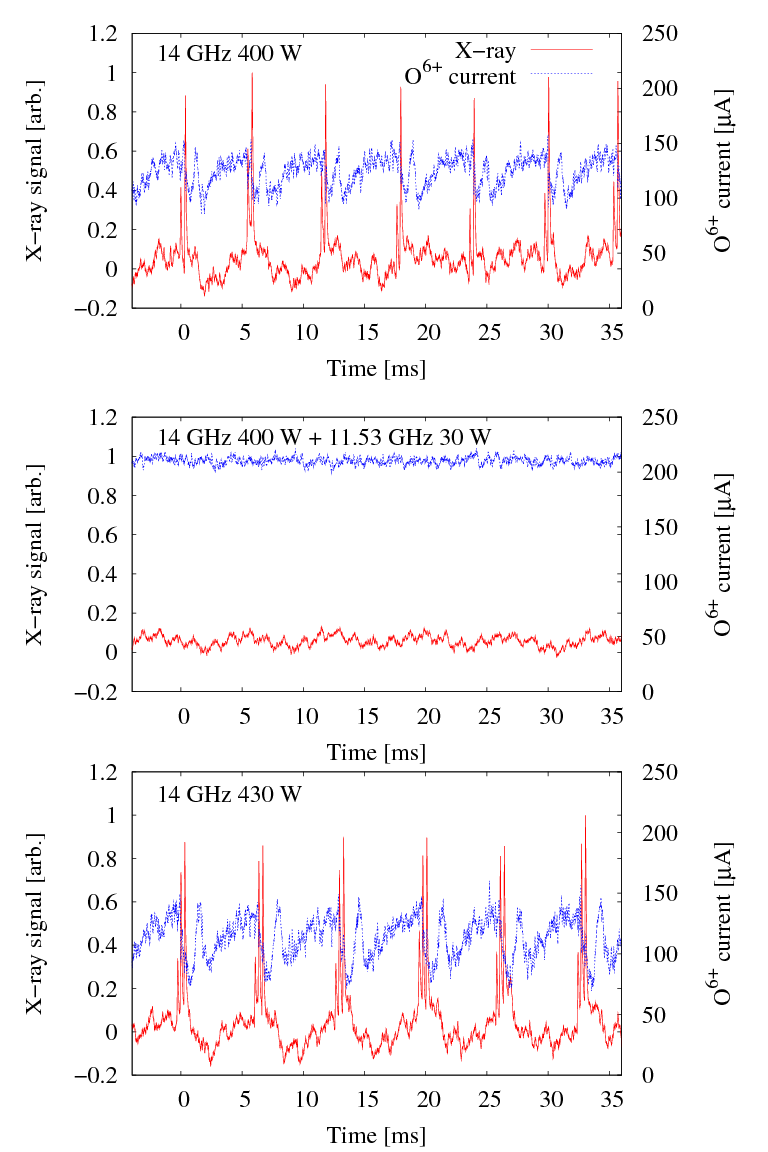 14 GHz 400 W
X−ray
O6+ current
1.2
1
0.8
0.6
0.4
0.2
0
−0.2
X−ray signal [arb.]
250
200
150
100
50
0
O6+ current [µA]
0 5 10 15 20 25 30 35
Time [ms]
14 GHz 400 W + 11.53 GHz 30 W
1.2
1
0.8
0.6
0.4
0.2
0
−0.2
X−ray signal [arb.]
250
200
150
100
50
0
O6+ current [µA]
0 5 10 15 20 25 30 35
Time [ms]
14 GHz 430 W
1.2
1
0.8
0.6
0.4
0.2
0
−0.2
X−ray signal [arb.]
250
200
150
100
50
0
O6+ current [µA]
0 5 10 15 20 25 30 35
Time [ms]